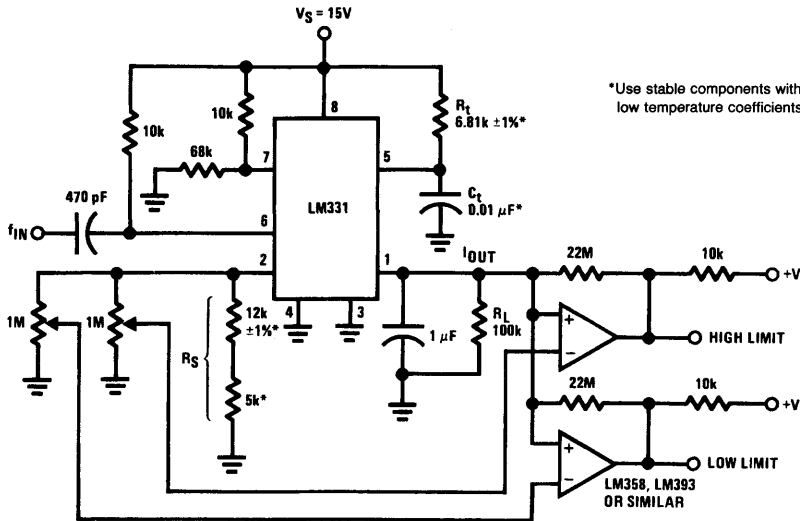 V_S = 15V
*Use stable components with
low temperature coefficients
10k
10k
R_t
6.81k ±1%*
68k
8
7
5
LM331
C_t
0.01 μF*
470 pF
f_IN
6
2
1
I_OUT
22M
10k
+V
4
3
1M
1M
12k
±1%*
R_S
5k*
1 μF
R_L
100k
+
−
HIGH LIMIT
22M
10k
+V
+
−
LOW LIMIT
LM358, LM393
OR SIMILAR